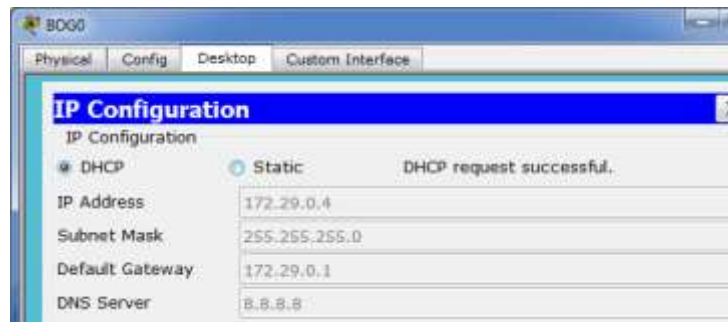 BOG0
Physical Config Desktop Custom Interface
IP Configuration
IP Configuration
DHCP Static DHCP request successful.
IP Address 172.29.0.4
Subnet Mask 255.255.255.0
Default Gateway 172.29.0.1
DNS Server 8.8.8.8